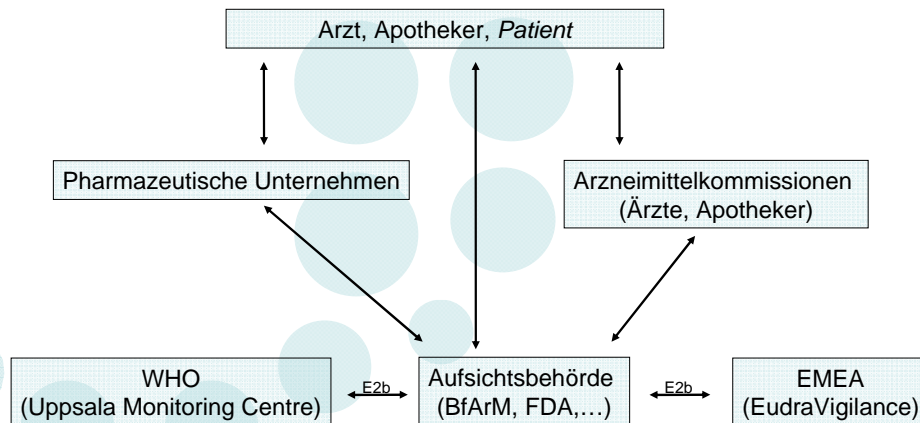 Arzt, Apotheker, Patient
Pharmazeutische Unternehmen
Arzneimittelkommissionen
(Ärzte, Apotheker)
WHO
(Uppsala Monitoring Centre)
E2b
Aufsichtsbehörde
(BfArM, FDA,…)
E2b
EMEA
(EudraVigilance)